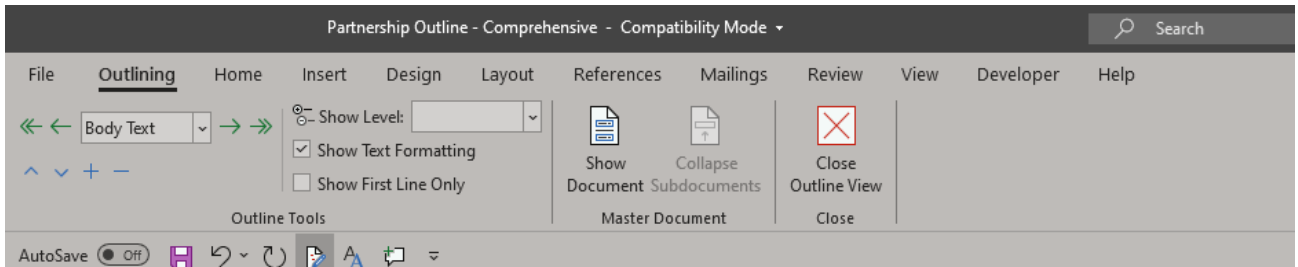 Partnership Outline - Comprehensive - Compatibility Mode
Search
File Outlining Home Insert Design Layout References Mailings Review View Developer Help
Body Text
Show Level:
Show Text Formatting
Show First Line Only
Outline Tools
Show Document
Collapse Subdocuments
Master Document
Close Outline View
Close
AutoSave Off